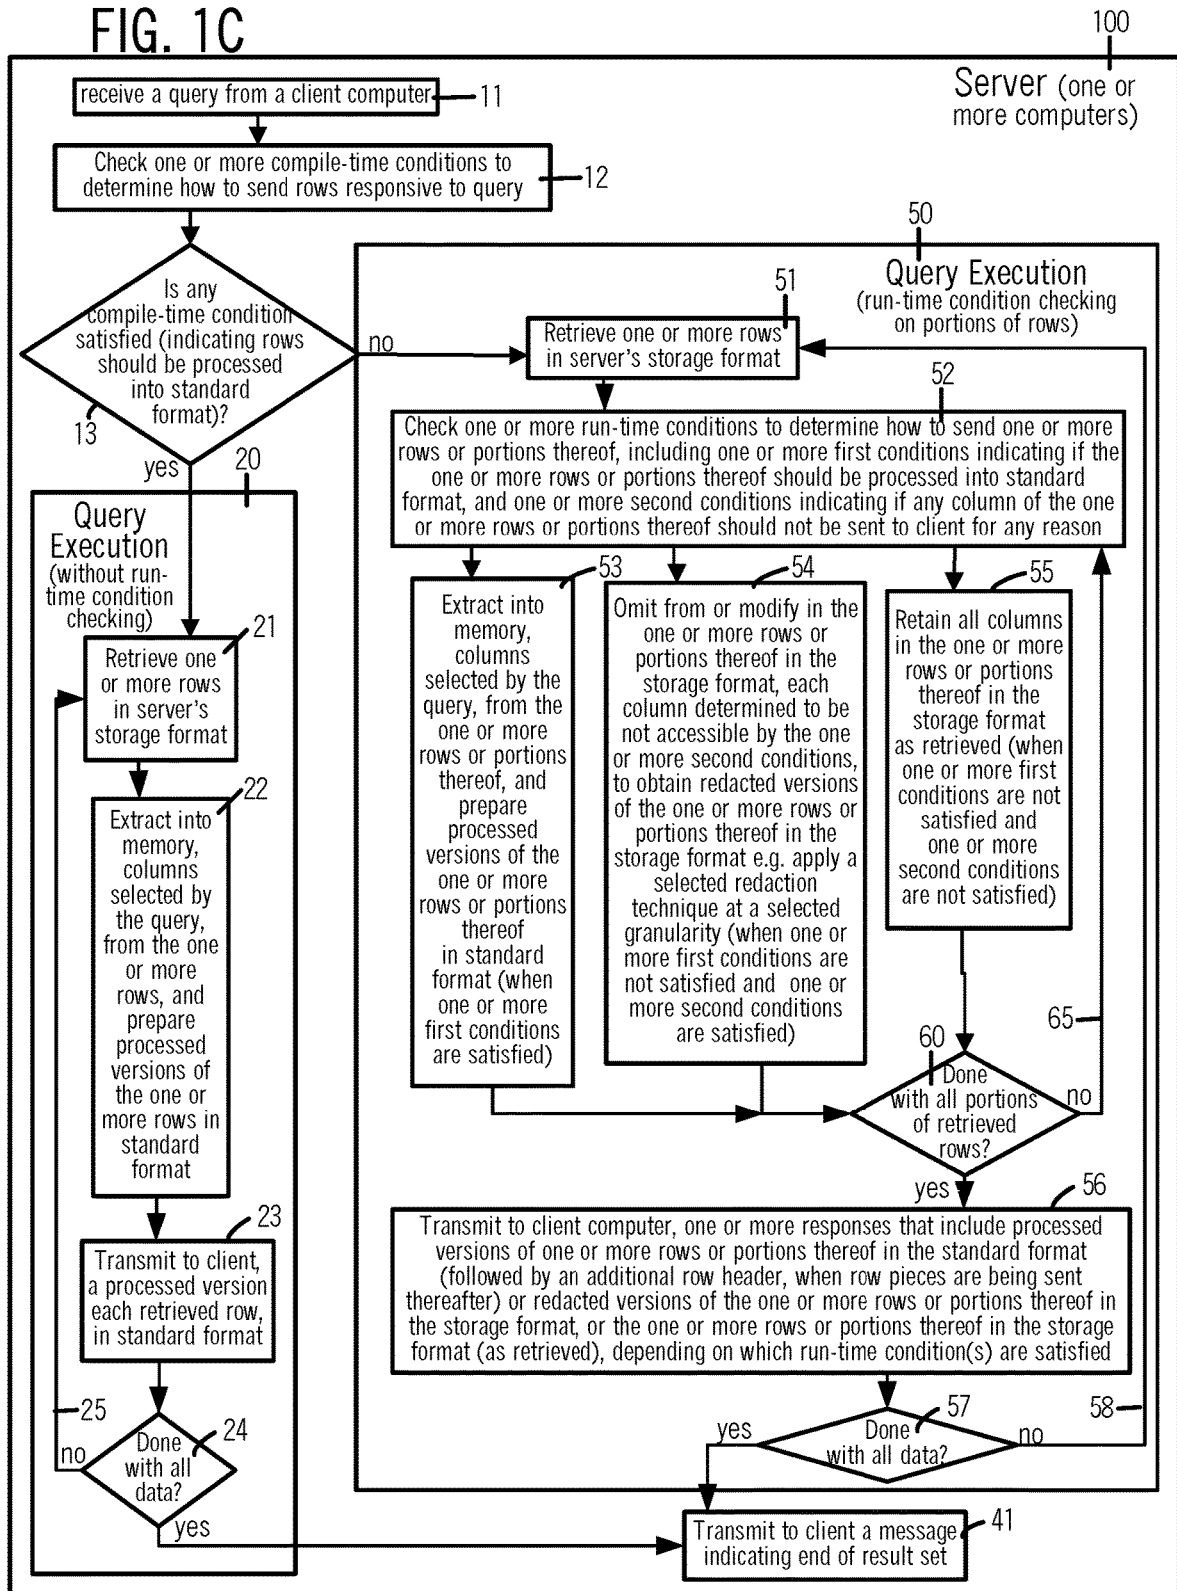 FIG. 1C
100
Server (one or
more computers)
receive a query from a client computer
11
Check one or more compile-time conditions to
determine how to send rows responsive to query
12
Is any
compile-time condition
satisfied (indicating rows
should be processed
into standard
format)?
13
no
yes
20
Query
Execution
(without run-
time condition
checking)
21
Retrieve one
or more rows
in server's
storage format
22
Extract into
memory,
columns
selected by
the query,
from the one
or more
rows, and
prepare
processed
versions of
the one or
more rows in
standard
format
23
Transmit to client,
a processed version
each retrieved row,
in standard format
25
24
Done
with all
data?
no
yes
50
Query Execution
(run-time condition checking
on portions of rows)
51
Retrieve one or more rows
in server's storage format
52
Check one or more run-time conditions to determine how to send one or more
rows or portions thereof, including one or more first conditions indicating if the
one or more rows or portions thereof should be processed into standard
format, and one or more second conditions indicating if any column of the one
or more rows or portions thereof should not be sent to client for any reason
53
Extract into
memory,
columns
selected by the
query, from the
one or more
rows or portions
thereof, and
prepare
processed
versions of the
one or more
rows or portions
thereof
in standard
format (when
one or more
first conditions
are satisfied)
54
Omit from or modify in the
one or more rows or
portions thereof in the
storage format, each
column determined to be
not accessible by the one
or more second conditions,
to obtain redacted versions
of the one or more rows or
portions thereof in the
storage format e.g. apply a
selected redaction
technique at a selected
granularity (when one or
more first conditions are
not satisfied and one or
more second conditions
are satisfied)
55
Retain all columns
in the one or more
rows or portions
thereof in the
storage format
as retrieved (when
one or more first
conditions are not
satisfied and
one or more
second conditions
are not satisfied)
65
60
Done
with all portions
of retrieved
rows?
no
yes
56
Transmit to client computer, one or more responses that include processed
versions of one or more rows or portions thereof in the standard format
(followed by an additional row header, when row pieces are being sent
thereafter) or redacted versions of the one or more rows or portions thereof in
the storage format, or the one or more rows or portions thereof in the storage
format (as retrieved), depending on which run-time condition(s) are satisfied
57
58
Done
with all data?
yes
no
41
Transmit to client a message
indicating end of result set